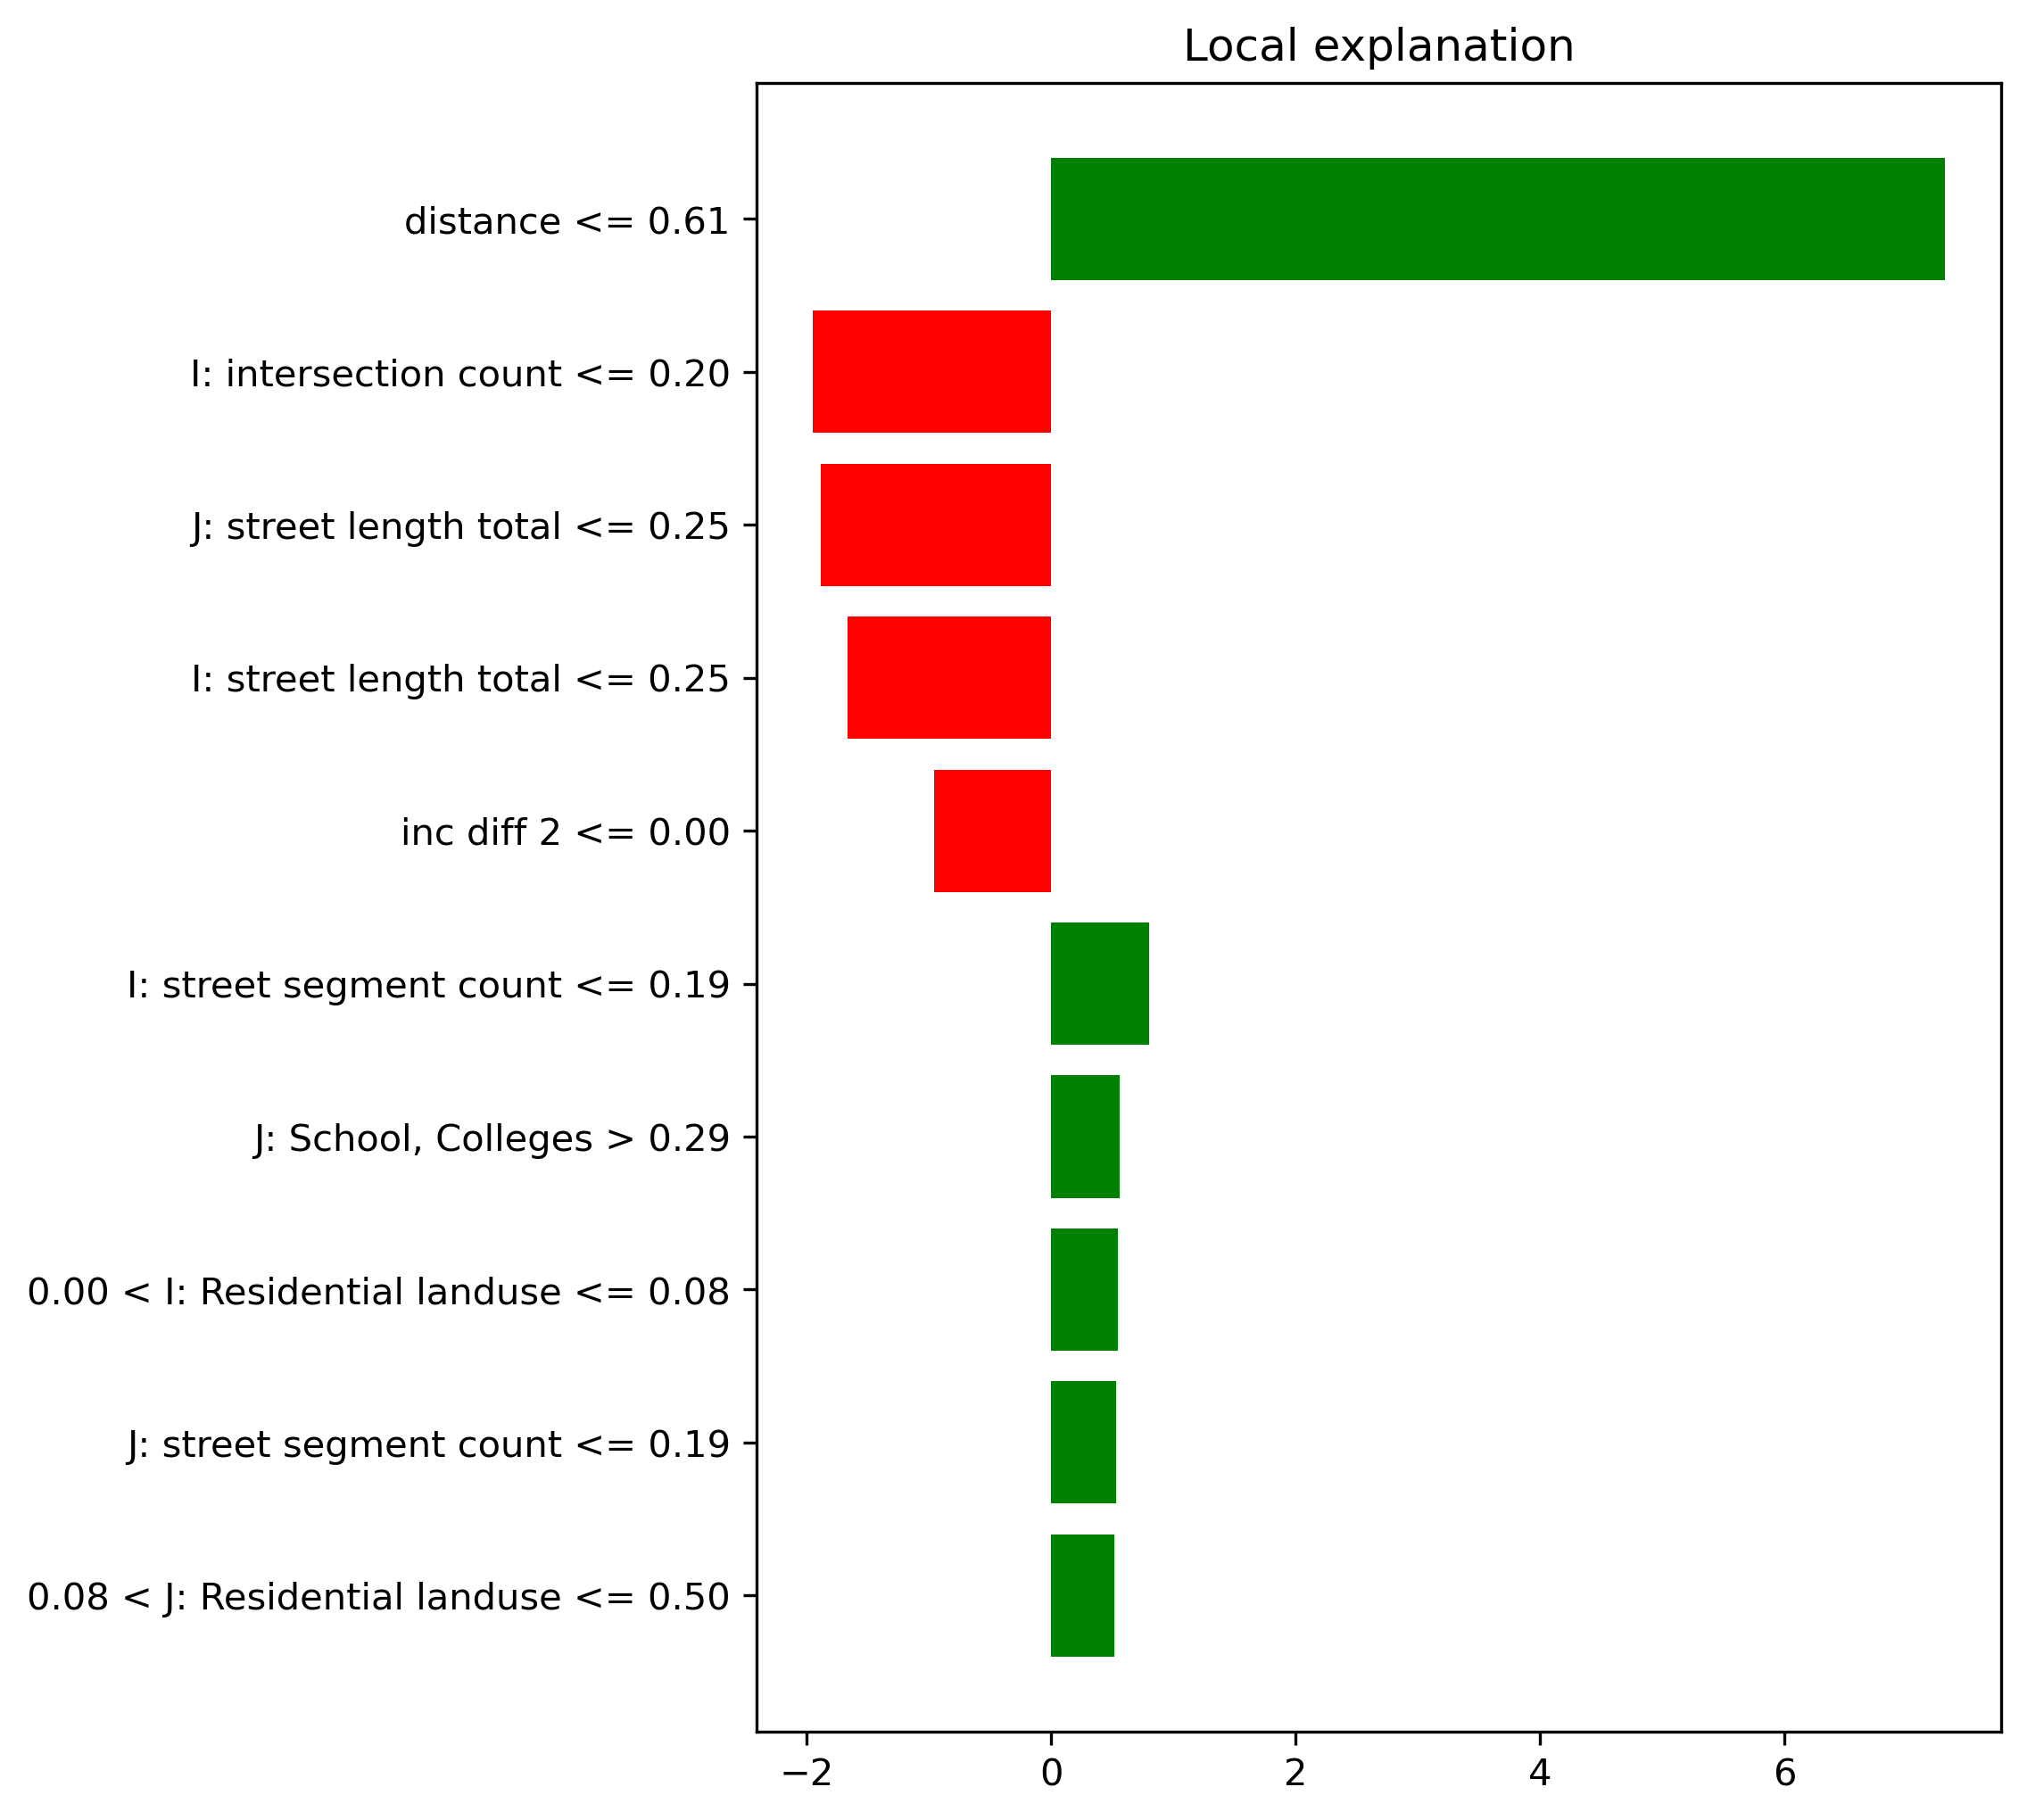 Local explanation
distance <= 0.61
I: intersection count <= 0.20
J: street length total <= 0.25
I: street length total <= 0.25
inc diff 2 <= 0.00
I: street segment count <= 0.19
J: School, Colleges > 0.29
0.00 < I: Residential landuse <= 0.08
J: street segment count <= 0.19
0.08 < J: Residential landuse <= 0.50
−2 0 2 4 6